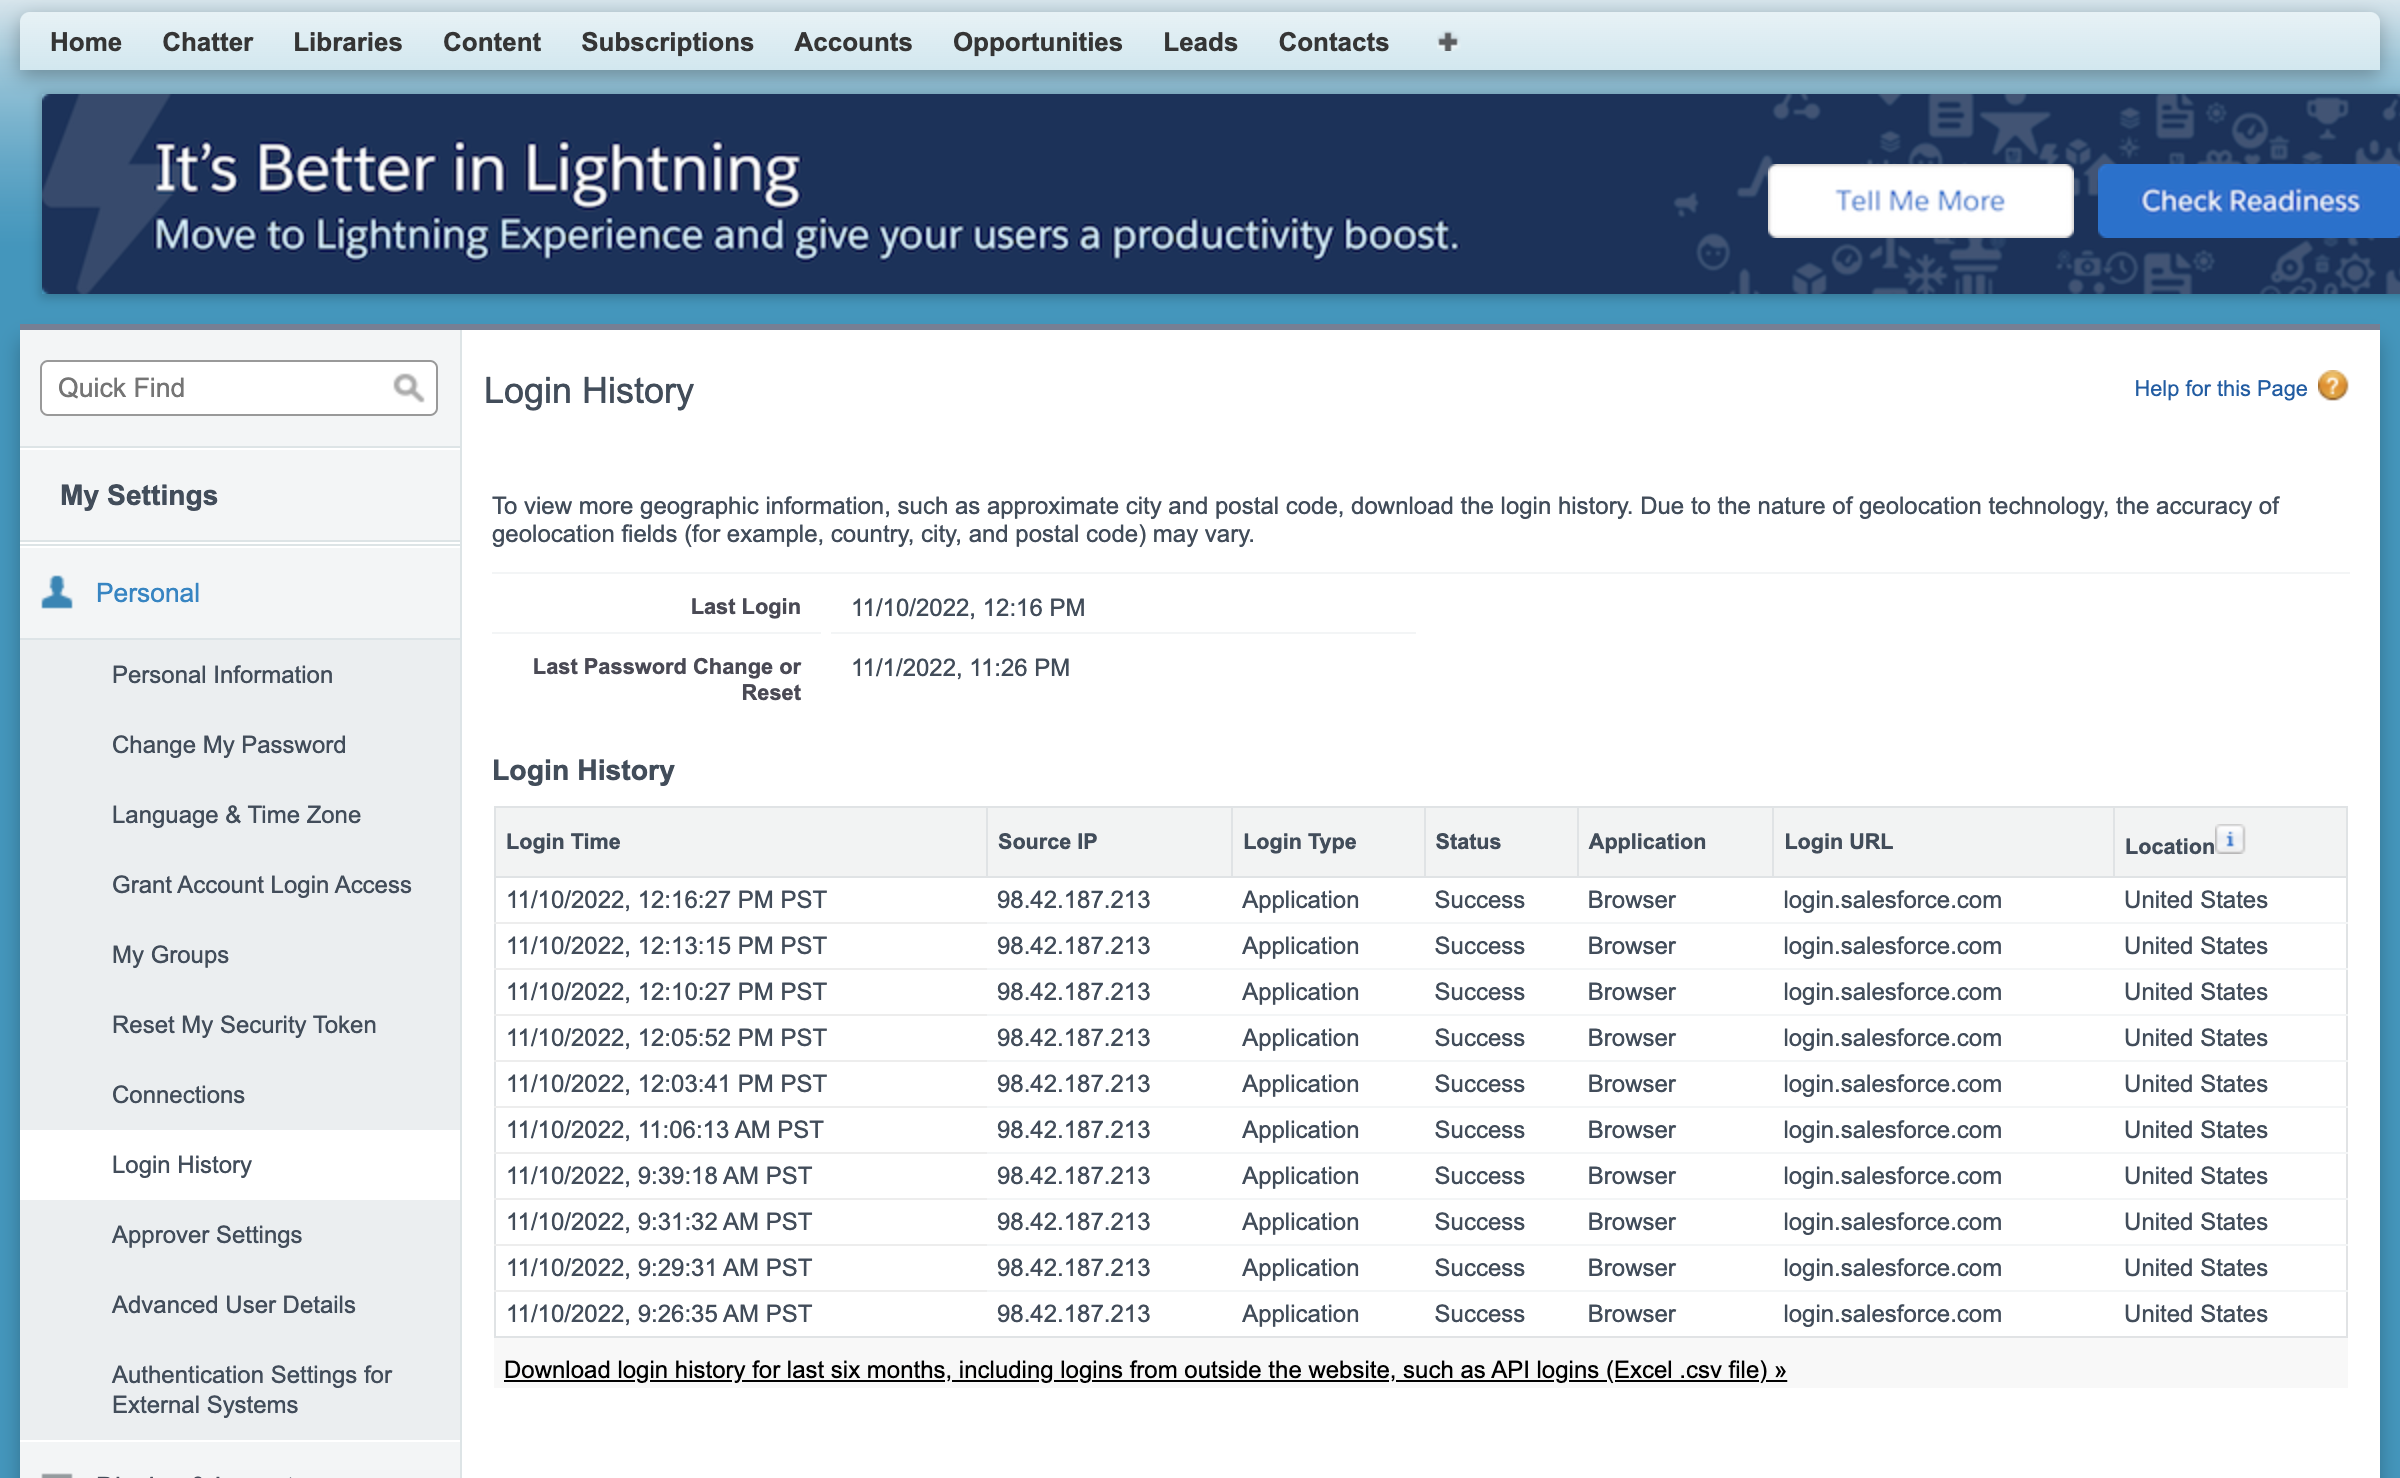 Home Chatter Libraries Content Subscriptions Accounts Opportunities Leads Contacts
It's Better in Lightning
Move to Lightning Experience and give your users a productivity boost.
Tell Me More
Check Readiness
Quick Find
My Settings
Personal
Personal Information
Change My Password
Language & Time Zone
Grant Account Login Access
My Groups
Reset My Security Token
Connections
Login History
Approver Settings
Advanced User Details
Authentication Settings for
External Systems
Login History
Help for this Page ?
To view more geographic information, such as approximate city and postal code, download the login history. Due to the nature of geolocation technology, the accuracy of
geolocation fields (for example, country, city, and postal code) may vary.
Last Login 11/10/2022, 12:16 PM
Last Password Change or 11/1/2022, 11:26 PM
Reset
Login History
Login Time Source IP Login Type Status Application Login URL Location i
11/10/2022, 12:16:27 PM PST 98.42.187.213 Application Success Browser login.salesforce.com United States
11/10/2022, 12:13:15 PM PST 98.42.187.213 Application Success Browser login.salesforce.com United States
11/10/2022, 12:10:27 PM PST 98.42.187.213 Application Success Browser login.salesforce.com United States
11/10/2022, 12:05:52 PM PST 98.42.187.213 Application Success Browser login.salesforce.com United States
11/10/2022, 12:03:41 PM PST 98.42.187.213 Application Success Browser login.salesforce.com United States
11/10/2022, 11:06:13 AM PST 98.42.187.213 Application Success Browser login.salesforce.com United States
11/10/2022, 9:39:18 AM PST 98.42.187.213 Application Success Browser login.salesforce.com United States
11/10/2022, 9:31:32 AM PST 98.42.187.213 Application Success Browser login.salesforce.com United States
11/10/2022, 9:29:31 AM PST 98.42.187.213 Application Success Browser login.salesforce.com United States
11/10/2022, 9:26:35 AM PST 98.42.187.213 Application Success Browser login.salesforce.com United States
Download login history for last six months, including logins from outside the website, such as API logins (Excel .csv file) »